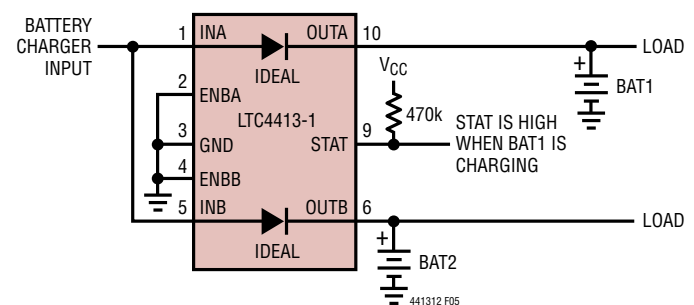 BATTERY
CHARGER
INPUT
1
INA
OUTA
10
LOAD
IDEAL
2
ENBA
VCC
+
BAT1
470k
LTC4413-1
3
GND
STAT
9
STAT IS HIGH
WHEN BAT1 IS
CHARGING
4
ENBB
5
INB
OUTB
6
LOAD
IDEAL
+
BAT2
441312 F05